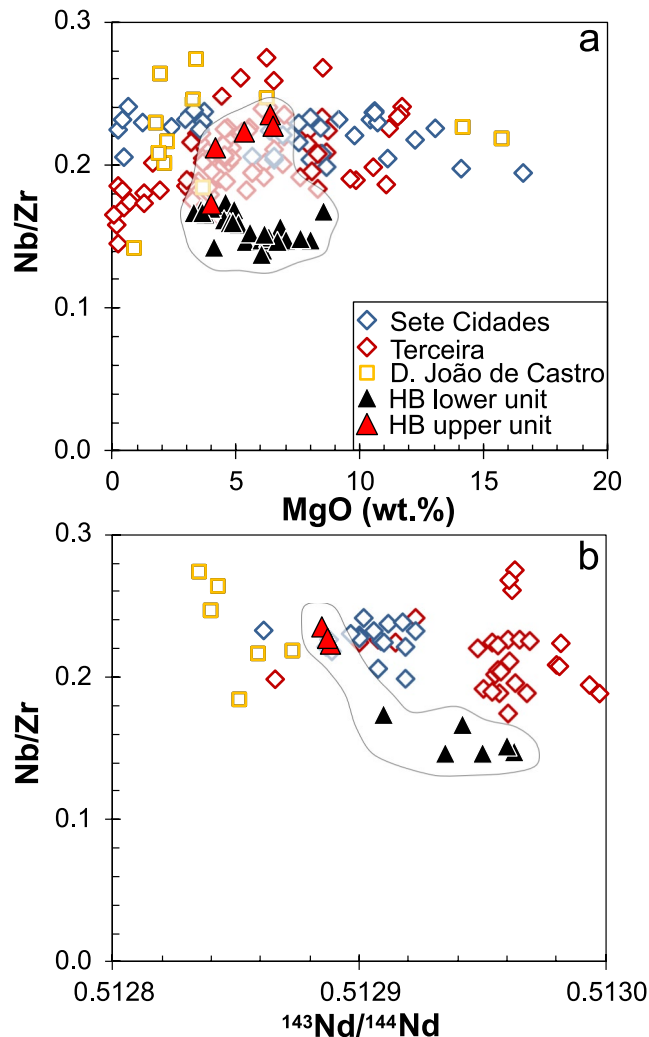 0.3
a
0.2
Nb/Zr
0.1
Sete Cidades
Terceira
D. João de Castro
HB lower unit
HB upper unit
0.0
0 5 10 15 20
MgO (wt.%)
0.3
b
0.2
Nb/Zr
0.1
0.0
0.5128 0.5129 0.5130
¹⁴³Nd/¹⁴⁴Nd